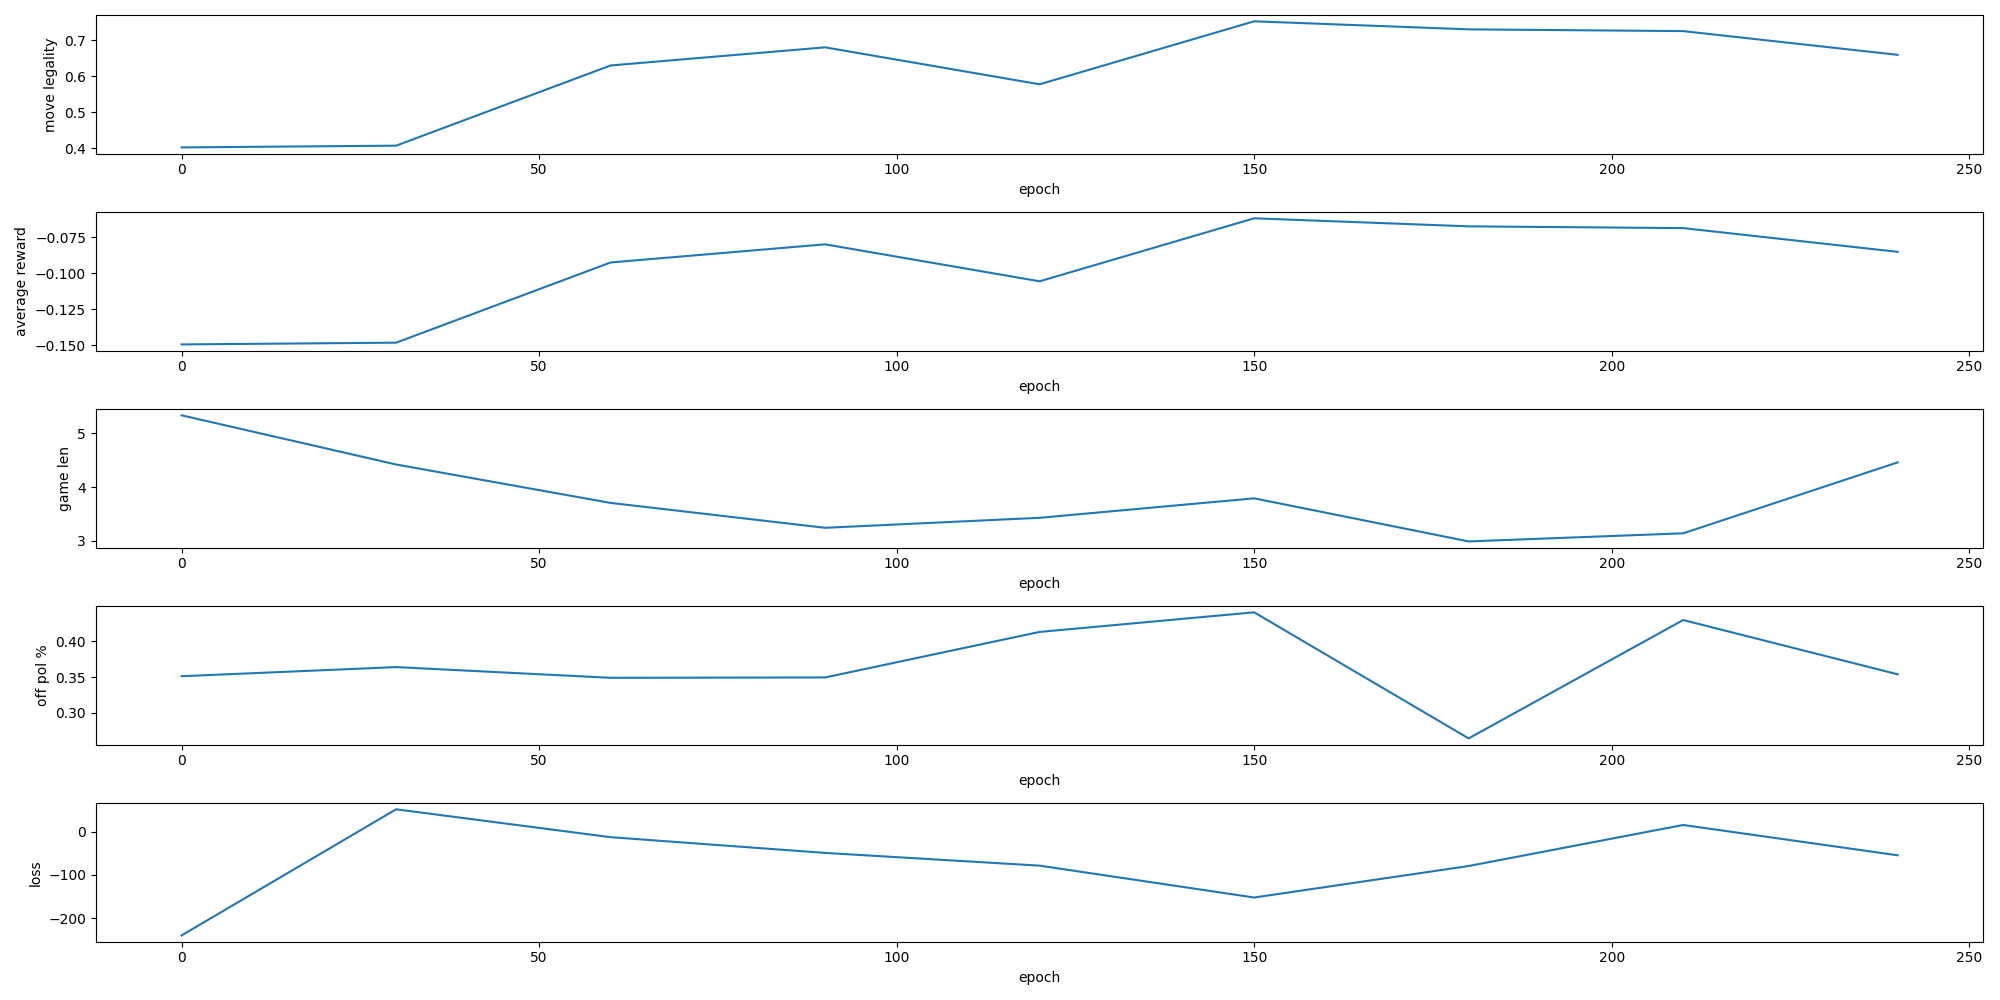 move legality
0.7
0.6
0.5
0.4
0 50 100 150 200 250
epoch
average reward
−0.075
−0.100
−0.125
−0.150
0 50 100 150 200 250
epoch
game len
5
4
3
0 50 100 150 200 250
epoch
off pol %
0.40
0.35
0.30
0 50 100 150 200 250
epoch
loss
0
−100
−200
0 50 100 150 200 250
epoch